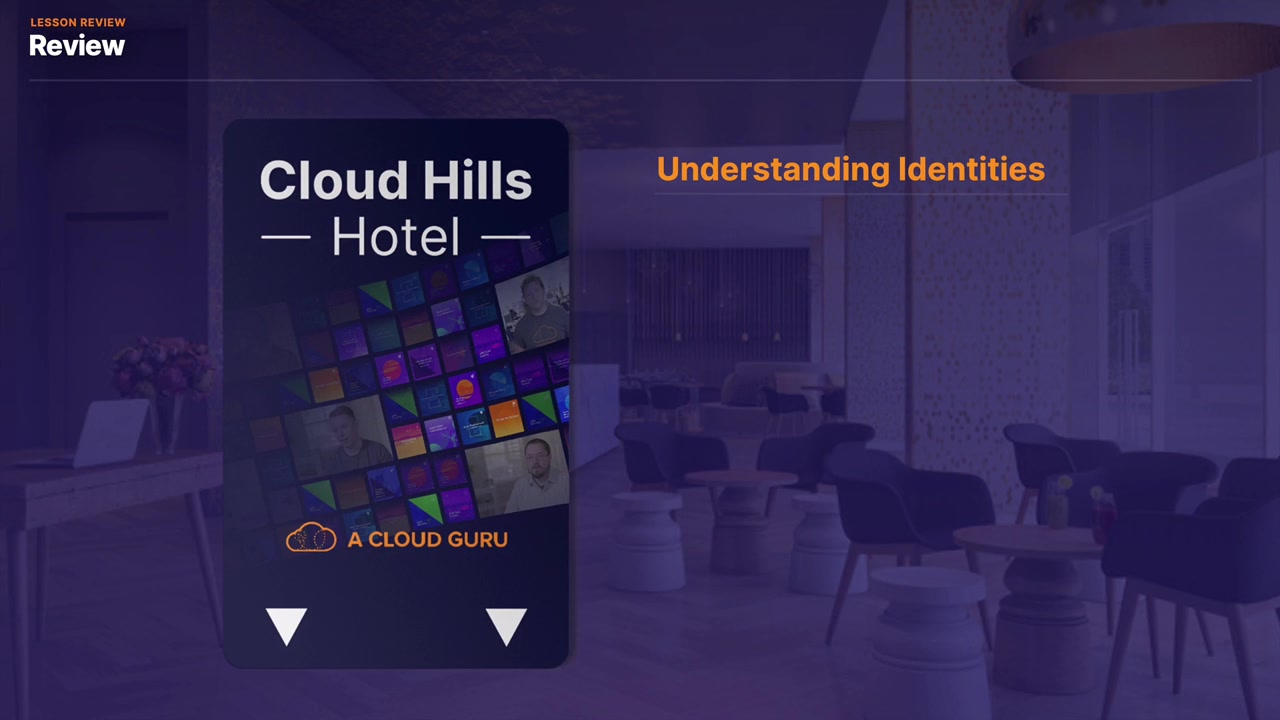 LESSON REVIEW
Review
Cloud Hills
Hotel
A CLOUD GURU
Understanding Identities